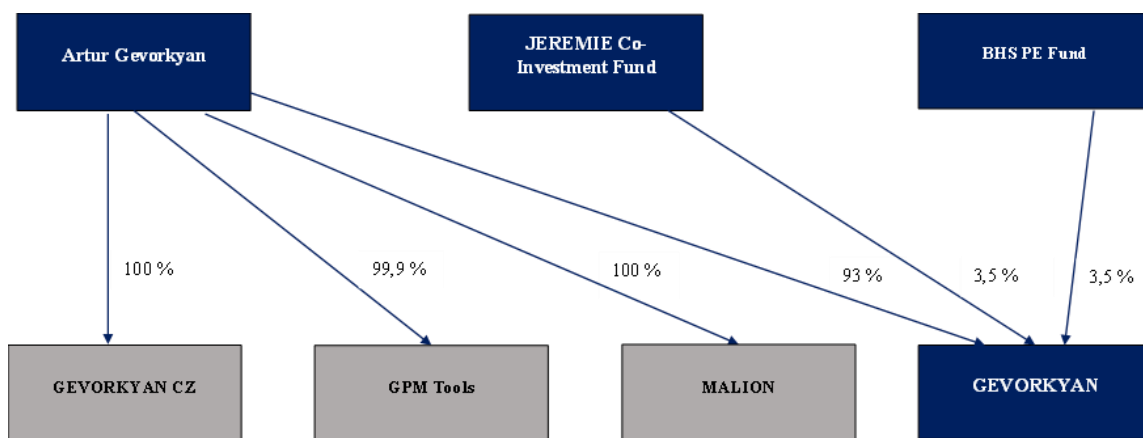 Artur Gevorkyan
JEREMIE Co-
Investment Fund
BHS PE Fund
100 %
99,9 %
100 %
93 %
3,5 %
3,5 %
GEVORKYAN CZ
GPM Tools
MALION
GEVORKYAN